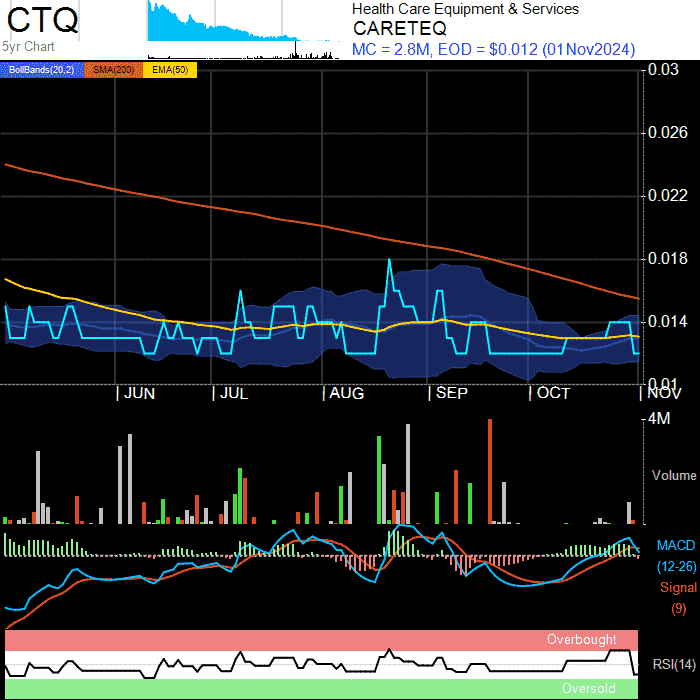 CTQ
5yr Chart
Health Care Equipment & Services
CARETEQ
MC = 2.8M, EOD = $0.012 (01Nov2024)
BollBands(20,2) SMA(200) EMA(50)
0.03
0.026
0.022
0.018
0.014
0.01
| JUN | JUL | AUG | SEP | OCT | NOV
4M
Volume
MACD
(12-26)
Signal
(9)
Overbought
RSI(14)
Oversold